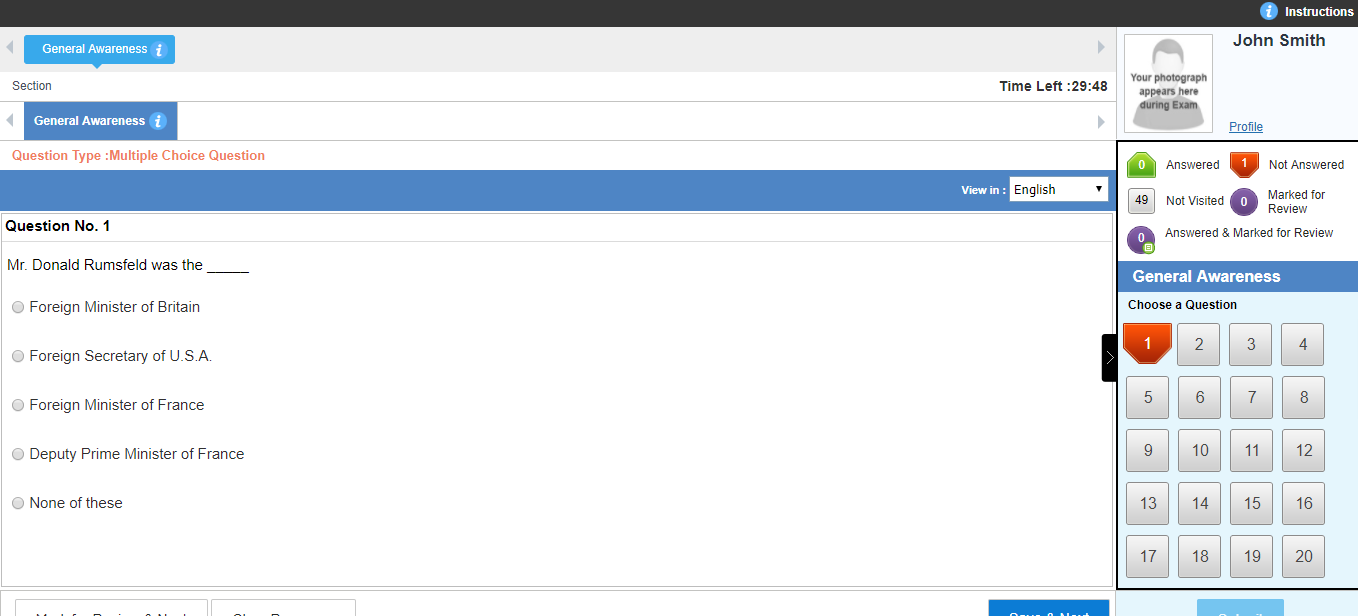 Instructions
General Awareness
Section
Time Left :29:48
General Awareness
Question Type :Multiple Choice Question
View in : English
Question No. 1
Mr. Donald Rumsfeld was the _____
Foreign Minister of Britain
Foreign Secretary of U.S.A.
Foreign Minister of France
Deputy Prime Minister of France
None of these
John Smith
Your photograph
appears here
during Exam
Profile
0 Answered 1 Not Answered
49 Not Visited 0 Marked for
Review
0 Answered & Marked for Review
General Awareness
Choose a Question
1 2 3 4
5 6 7 8
9 10 11 12
13 14 15 16
17 18 19 20
Save & Next